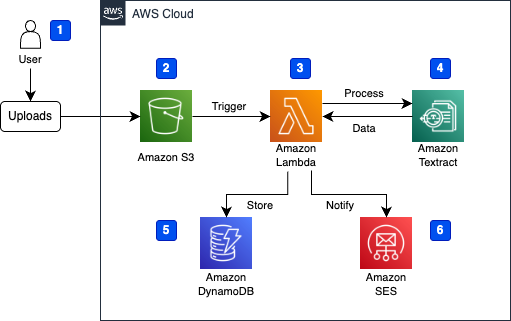 aws
AWS Cloud
1
User
Uploads
2
Amazon S3
Trigger
3
Amazon
Lambda
Process
Data
4
Amazon
Textract
Store
Notify
5
Amazon
DynamoDB
6
Amazon
SES